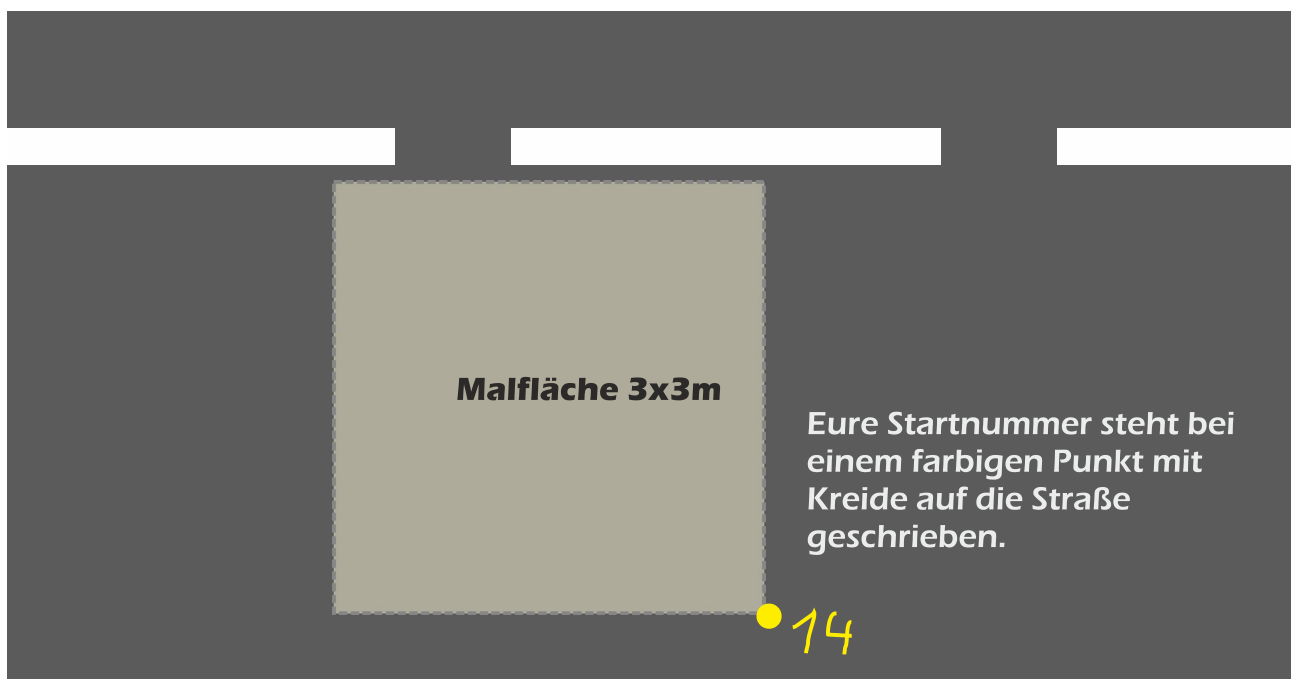 Malfläche 3x3m
Eure Startnummer steht bei
einem farbigen Punkt mit
Kreide auf die Straße
geschrieben.
14